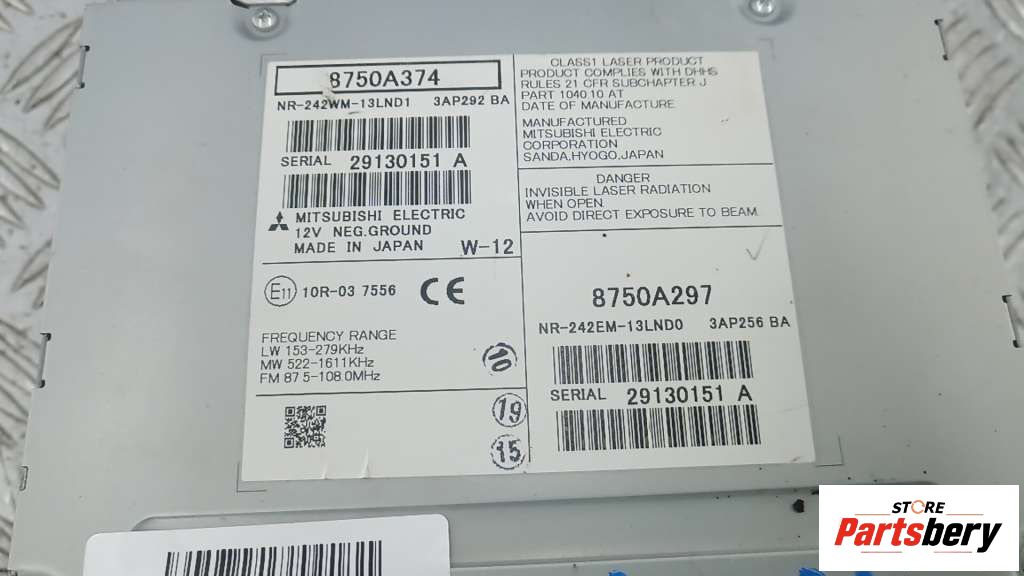 8750A374
NR-242WM-13LND1 3AP292 BA
SERIAL 29130151 A
MITSUBISHI ELECTRIC
12V NEG.GROUND
MADE IN JAPAN W-12
E11 10R-03 7556 CE
FREQUENCY RANGE
LW 153-279KHz
MW 522-1611KHz
FM 87.5-108.0MHz
10
19
15
CLASS1 LASER PRODUCT
PRODUCT COMPLIES WITH DHHS
RULES 21 CFR SUBCHAPTER J
PART 1040.10 AT
DATE OF MANUFACTURE
MANUFACTURED
MITSUBISHI ELECTRIC
CORPORATION
SANDA,HYOGO,JAPAN
DANGER
INVISIBLE LASER RADIATION
WHEN OPEN.
AVOID DIRECT EXPOSURE TO BEAM.
8750A297
NR-242EM-13LND0 3AP256 BA
SERIAL 29130151 A
STORE
Partsbery